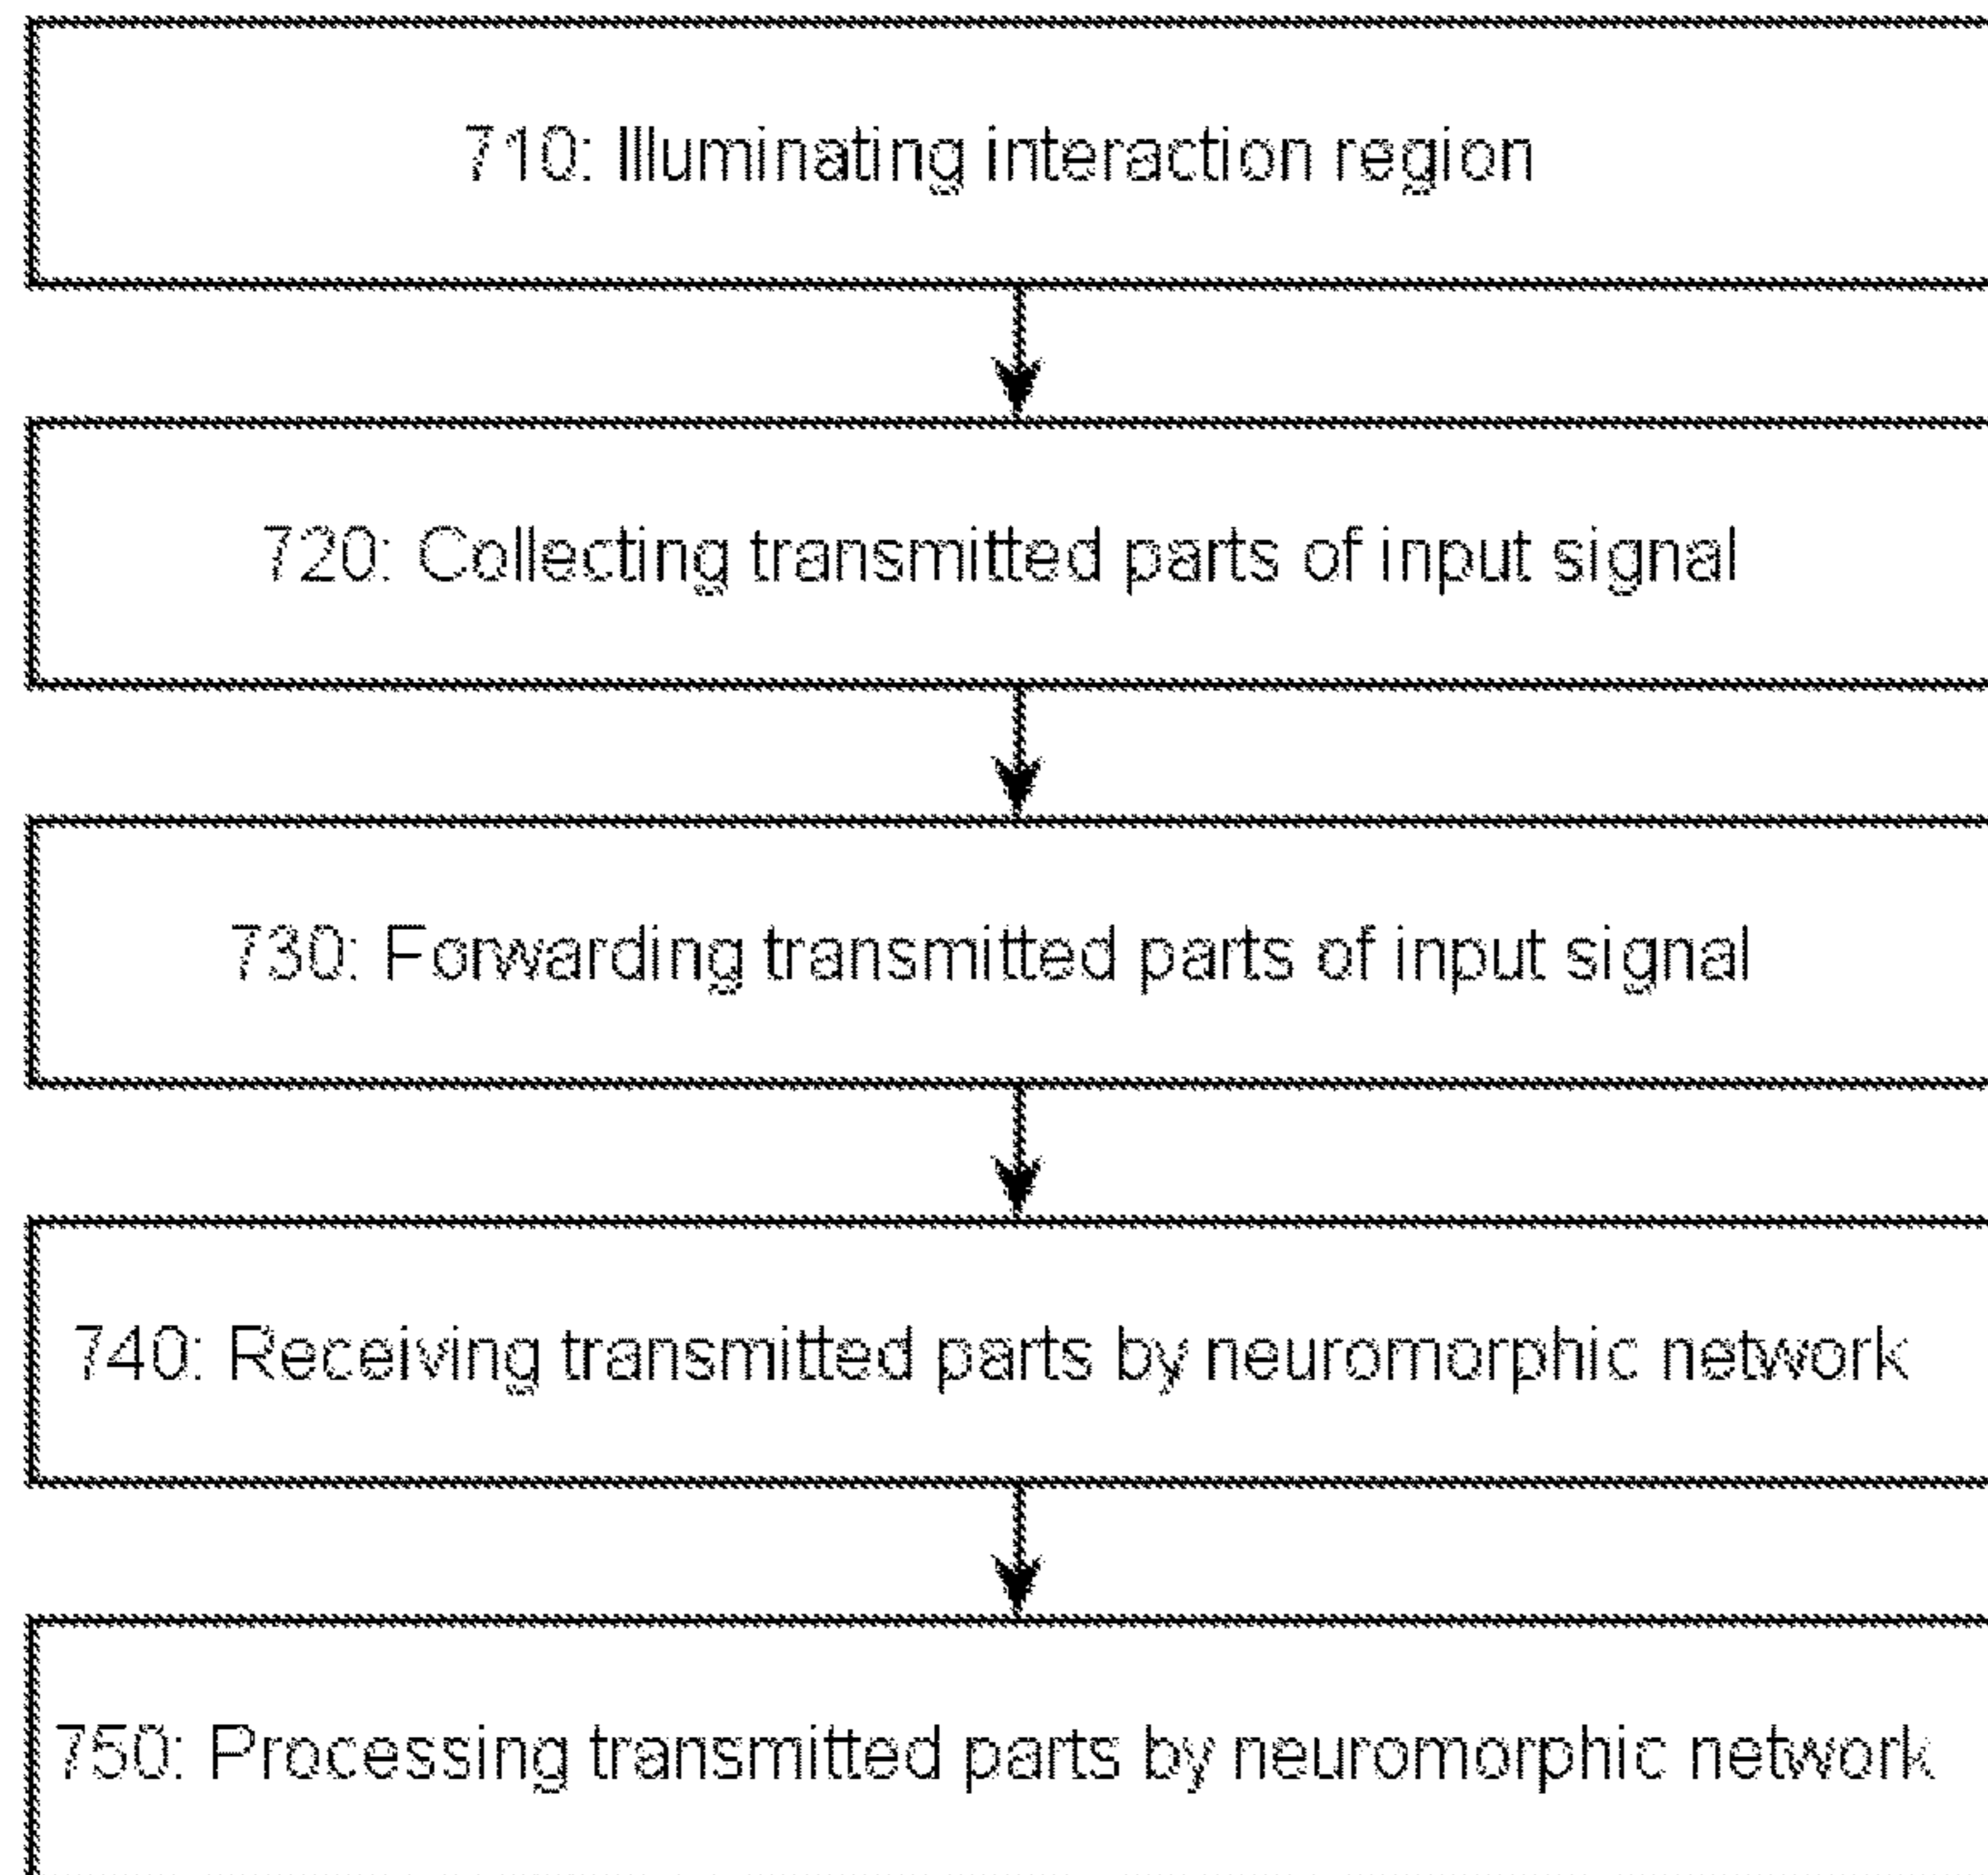 710: Illuminating interaction region
720: Collecting transmitted parts of input signal
730: Forwarding transmitted parts of input signal
740: Receiving transmitted parts by neuromorphic network
750: Processing transmitted parts by neuromorphic network